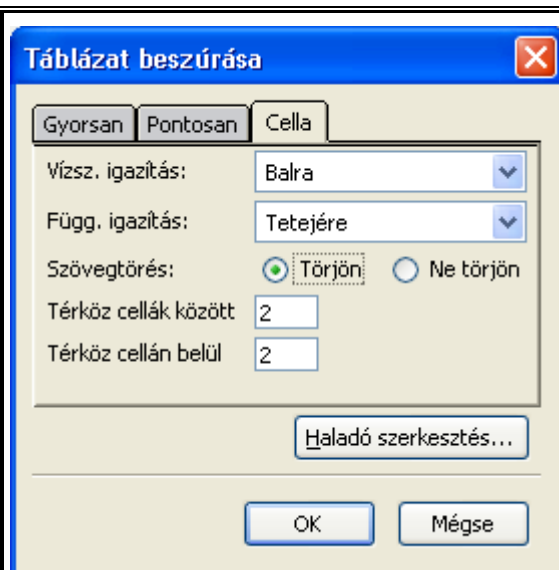 Táblázat beszúrása
Gyorsan Pontosan Cella
Vízsz. igazítás: Balra
Függ. igazítás: Tetejére
Szövegtörés: Törjön Ne törjön
Térköz cellák között 2
Térköz cellán belül 2
Haladó szerkesztés...
OK Mégse